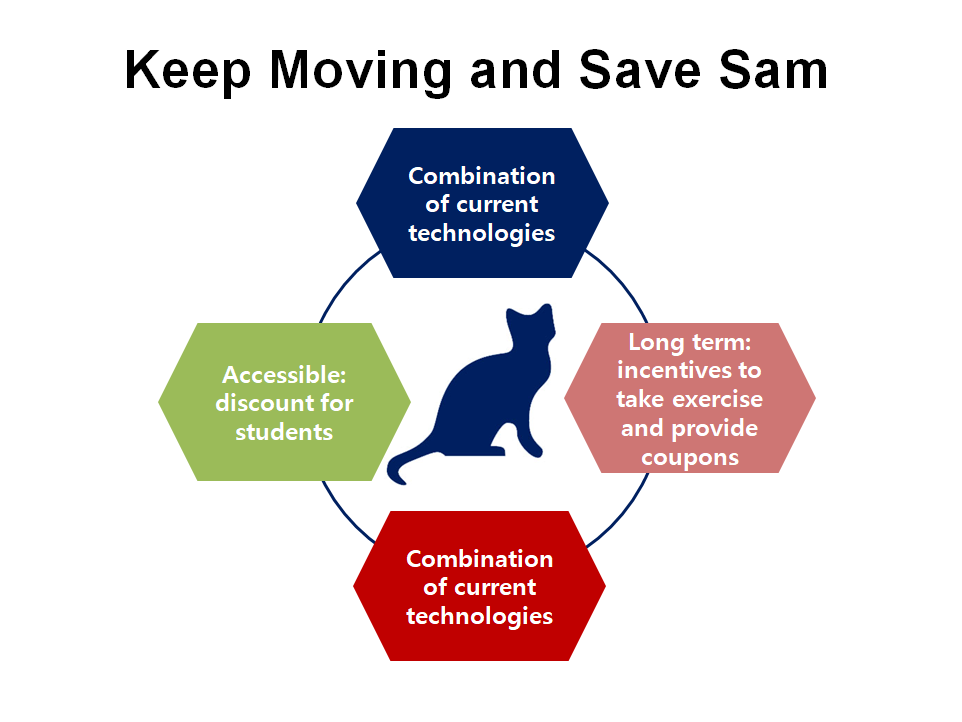 Keep Moving and Save Sam
Combination
of current
technologies
Accessible:
discount for
students
Long term:
incentives to
take exercise
and provide
coupons
Combination
of current
technologies